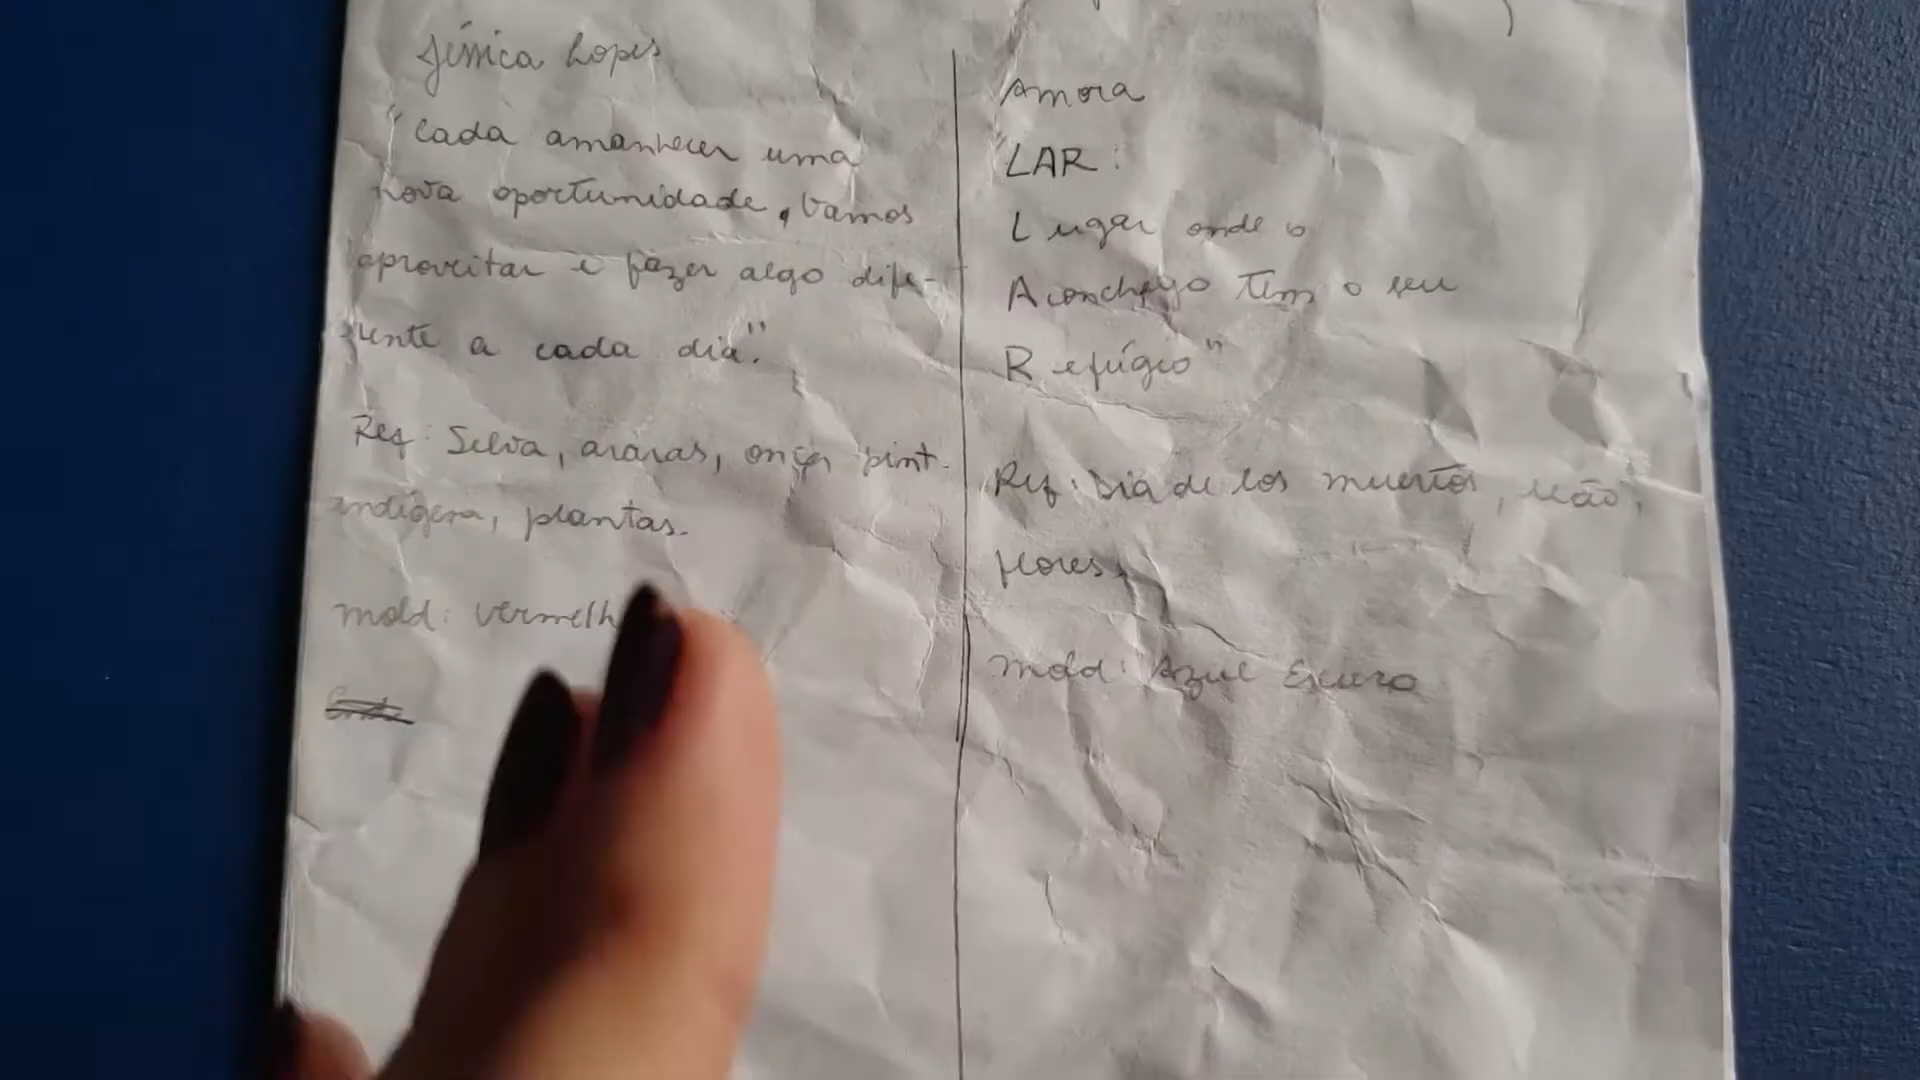 Jéssica Lopes
"Cada amanhecer uma
nova oportunidade, Vamos
aproveitar e fazer algo dife-
rente a cada dia".
Ref: Selva, araras, onça pint.
indígena, plantas.
mold: vermelh
Amora
"LAR:
Lugar onde o
Aconchego tem o seu
Refúgio"
Ref: Dia de los muertos, leão,
flores,
mold: Azul Escuro